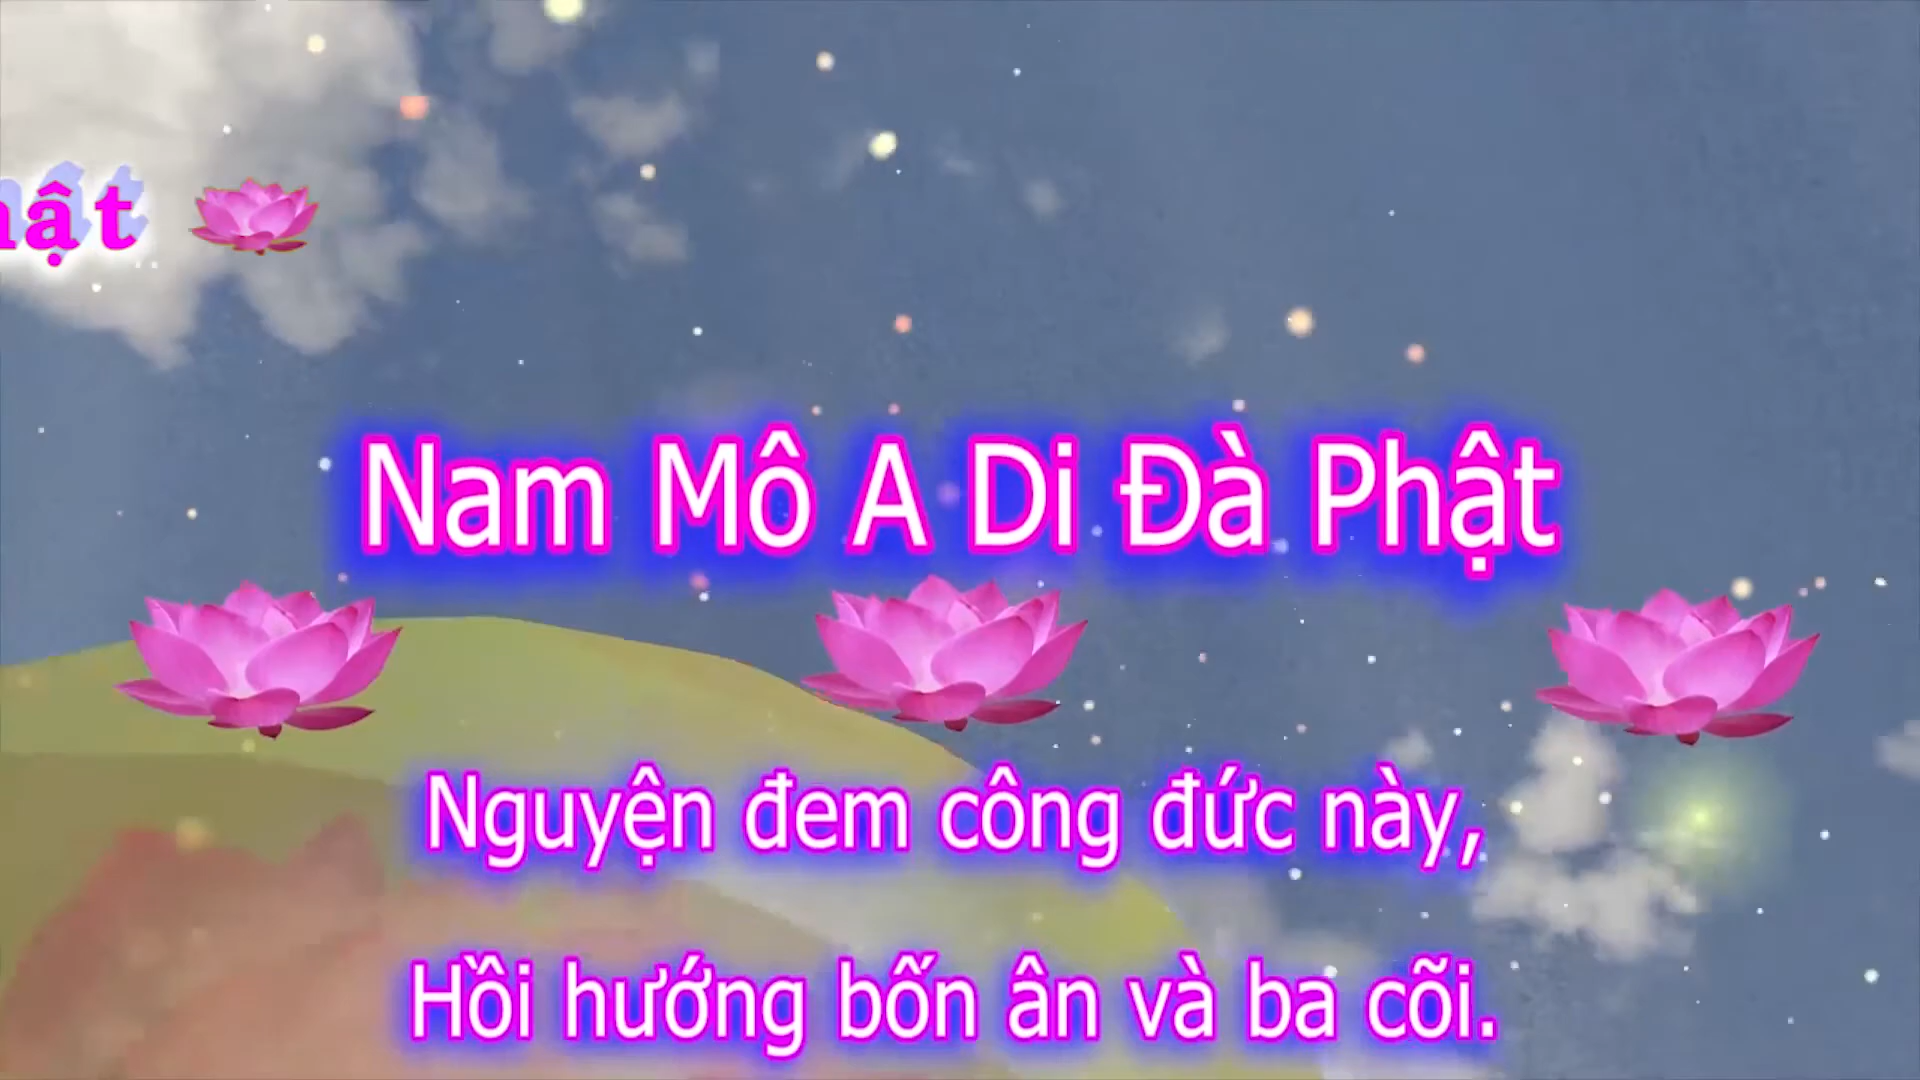 Nam Mô A Di Đà Phật
Nguyện đem công đức này,
Hồi hướng bốn ân và ba cõi.